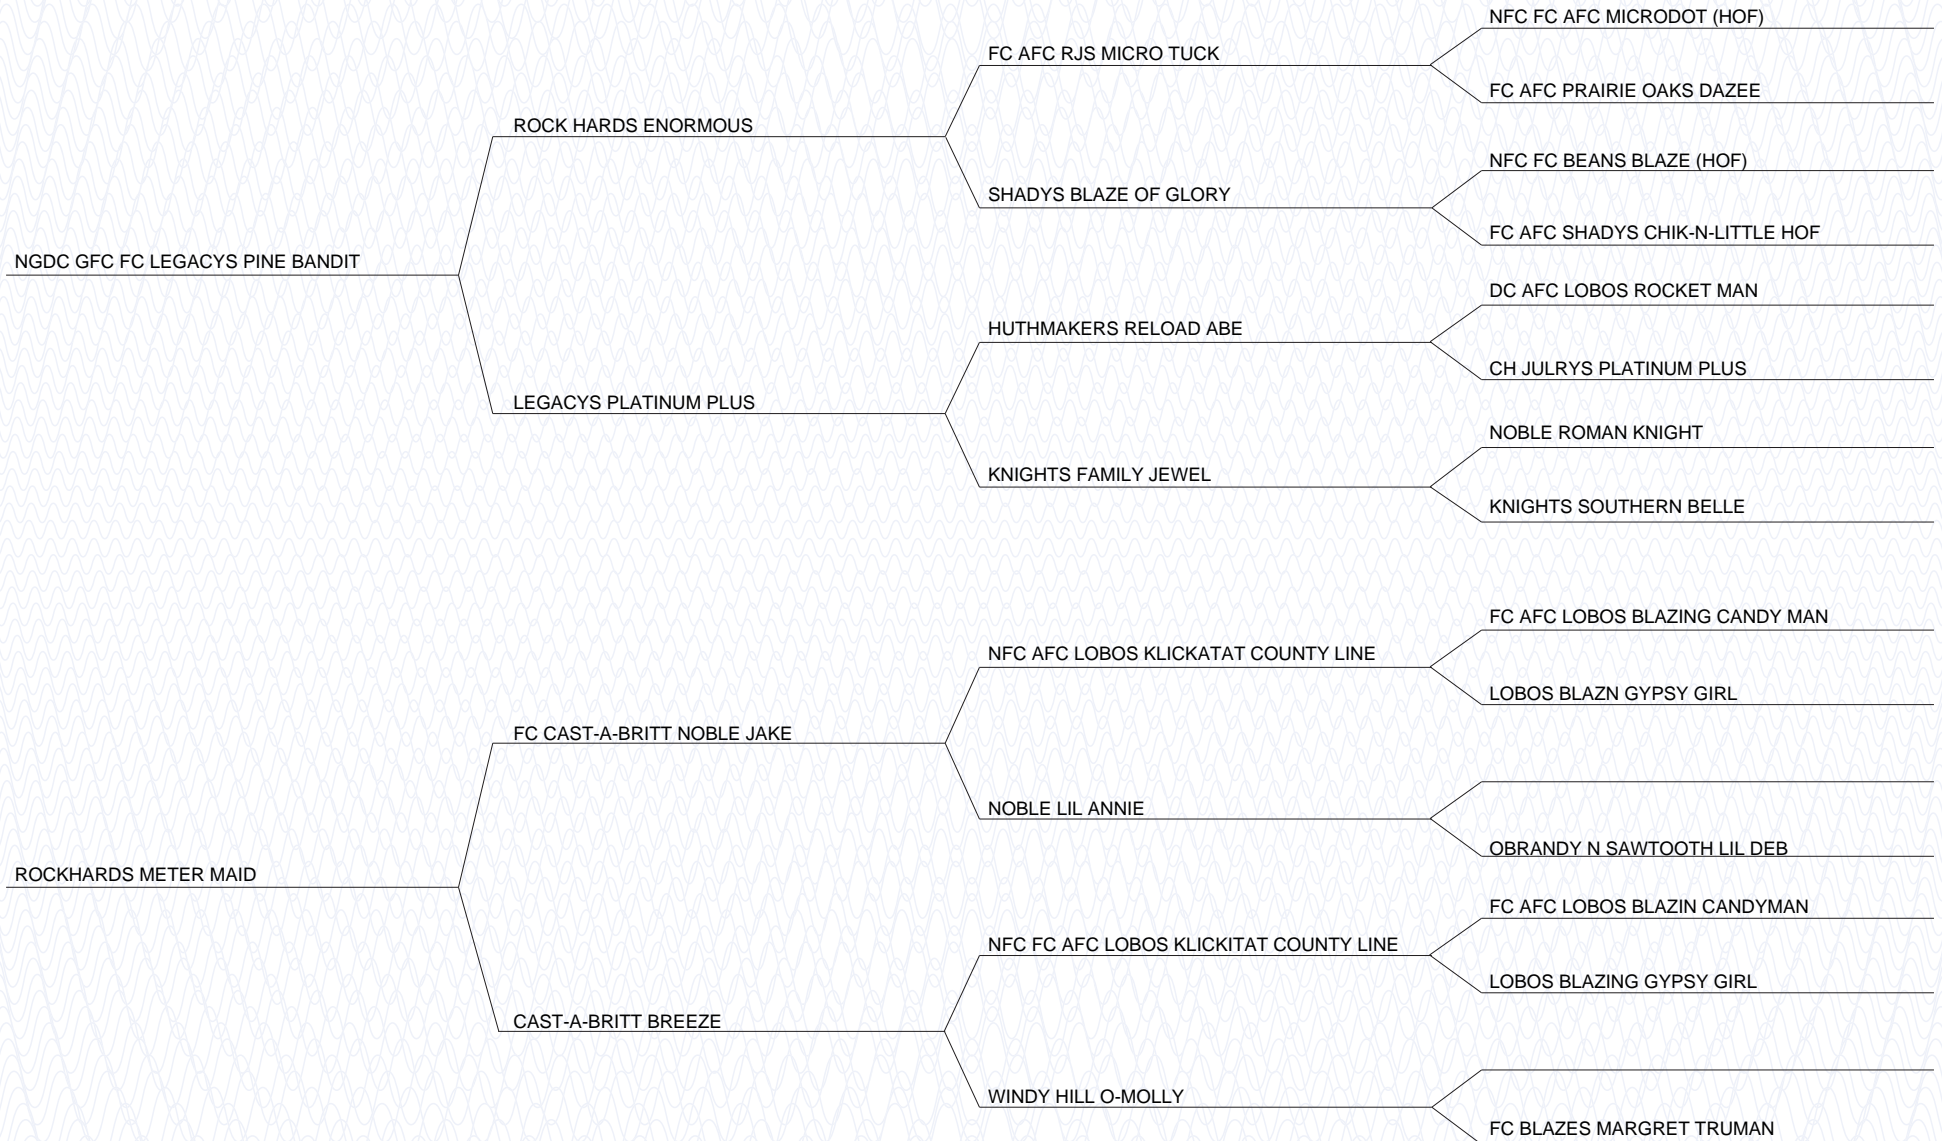 NFC FC AFC MICRODOT (HOF)
FC AFC RJS MICRO TUCK
FC AFC PRAIRIE OAKS DAZEE
ROCK HARDS ENORMOUS
NFC FC BEANS BLAZE (HOF)
SHADYS BLAZE OF GLORY
FC AFC SHADYS CHIK-N-LITTLE HOF
NGDC GFC FC LEGACYS PINE BANDIT
DC AFC LOBOS ROCKET MAN
HUTHMAKERS RELOAD ABE
CH JULRYS PLATINUM PLUS
LEGACYS PLATINUM PLUS
NOBLE ROMAN KNIGHT
KNIGHTS FAMILY JEWEL
KNIGHTS SOUTHERN BELLE
FC AFC LOBOS BLAZING CANDY MAN
NFC AFC LOBOS KLICKATAT COUNTY LINE
LOBOS BLAZN GYPSY GIRL
FC CAST-A-BRITT NOBLE JAKE
NOBLE LIL ANNIE
OBRANDY N SAWTOOTH LIL DEB
ROCKHARDS METER MAID
FC AFC LOBOS BLAZIN CANDYMAN
NFC FC AFC LOBOS KLICKITAT COUNTY LINE
LOBOS BLAZING GYPSY GIRL
CAST-A-BRITT BREEZE
WINDY HILL O-MOLLY
FC BLAZES MARGRET TRUMAN